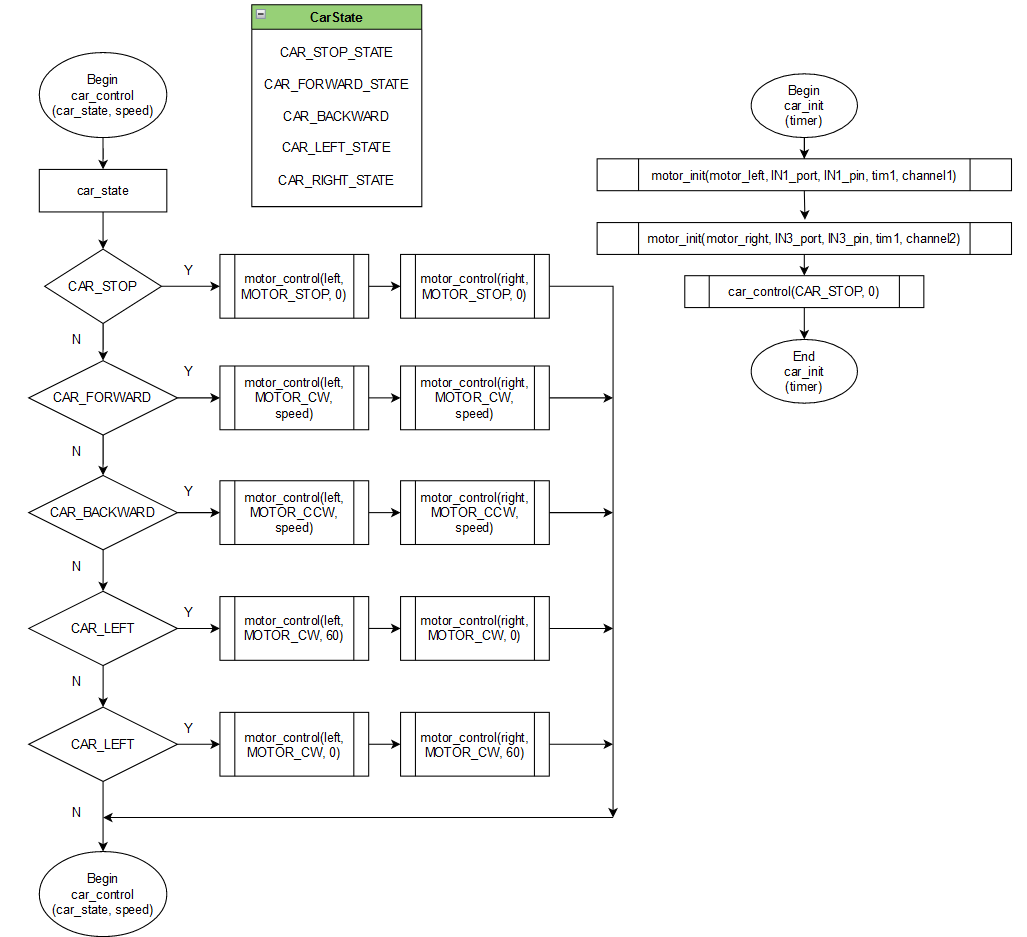 CarState
CAR_STOP_STATE
CAR_FORWARD_STATE
CAR_BACKWARD
CAR_LEFT_STATE
CAR_RIGHT_STATE
Begin
car_control
(car_state, speed)
car_state
CAR_STOP
Y
motor_control(left,
MOTOR_STOP, 0)
motor_control(right,
MOTOR_STOP, 0)
N
CAR_FORWARD
Y
motor_control(left,
MOTOR_CW,
speed)
motor_control(right,
MOTOR_CW,
speed)
N
CAR_BACKWARD
Y
motor_control(left,
MOTOR_CCW,
speed)
motor_control(right,
MOTOR_CCW,
speed)
N
CAR_LEFT
Y
motor_control(left,
MOTOR_CW, 60)
motor_control(right,
MOTOR_CW, 0)
N
CAR_LEFT
Y
motor_control(left,
MOTOR_CW, 0)
motor_control(right,
MOTOR_CW, 60)
N
Begin
car_control
(car_state, speed)
Begin
car_init
(timer)
motor_init(motor_left, IN1_port, IN1_pin, tim1, channel1)
motor_init(motor_right, IN3_port, IN3_pin, tim1, channel2)
car_control(CAR_STOP, 0)
End
car_init
(timer)